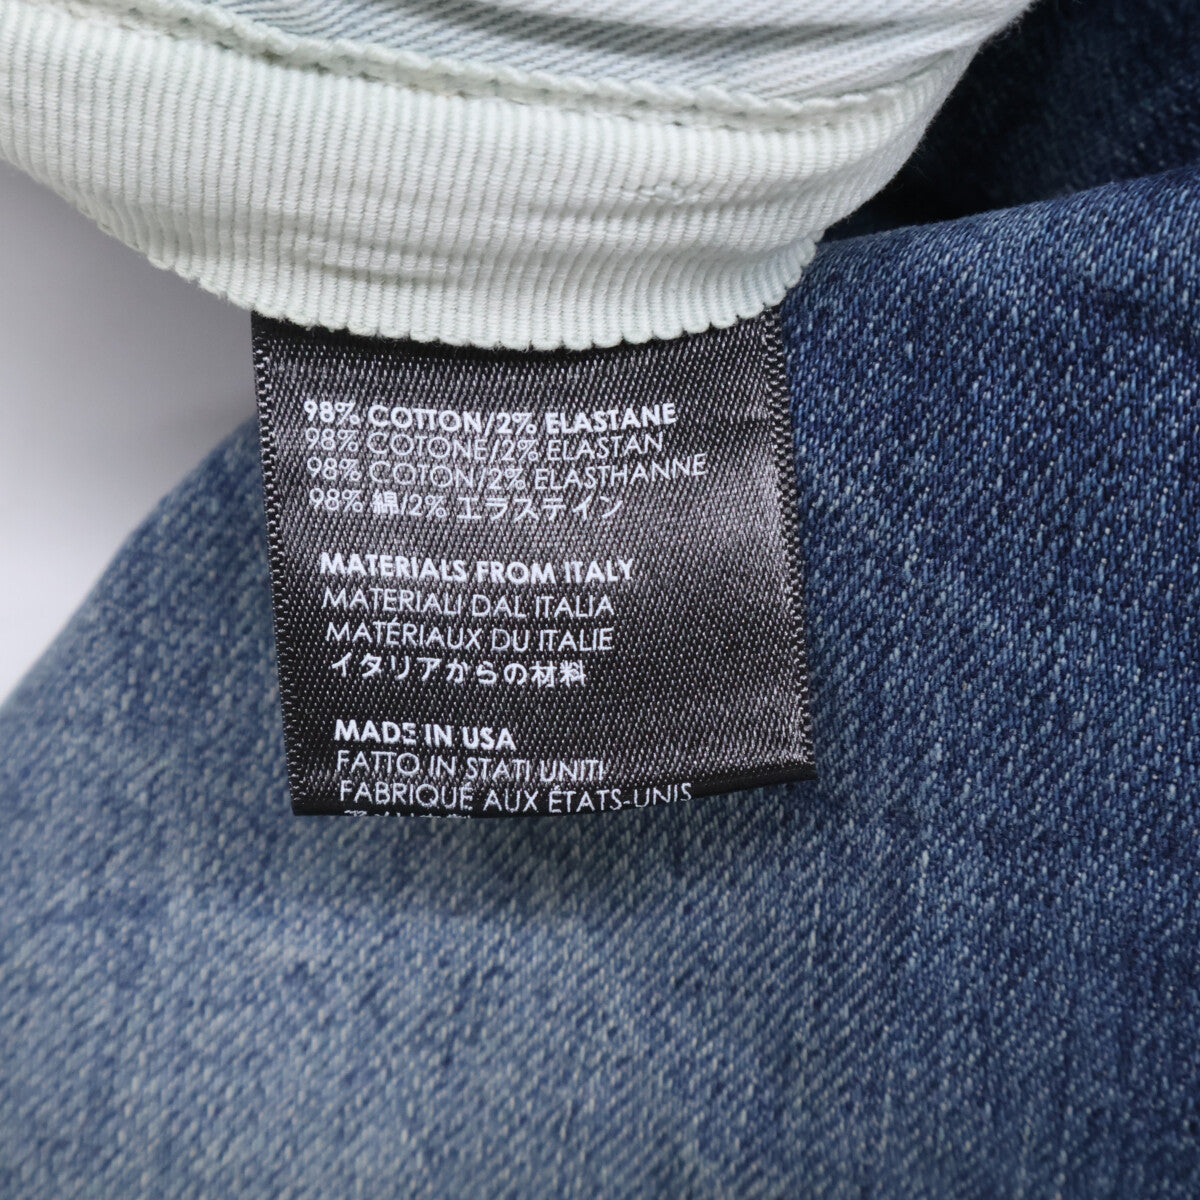 98% COTTON/2% ELASTANE
98% COTONE/2% ELASTAN
98% COTON/2% ELASTHANNE
98% 綿/2% エラステイン
MATERIALS FROM ITALY
MATERIALI DAL ITALIA
MATÉRIAUX DU ITALIE
イタリアからの材料
MADE IN USA
FATTO IN STATI UNITI
FABRIQUÉ AUX ÉTATS-UNIS